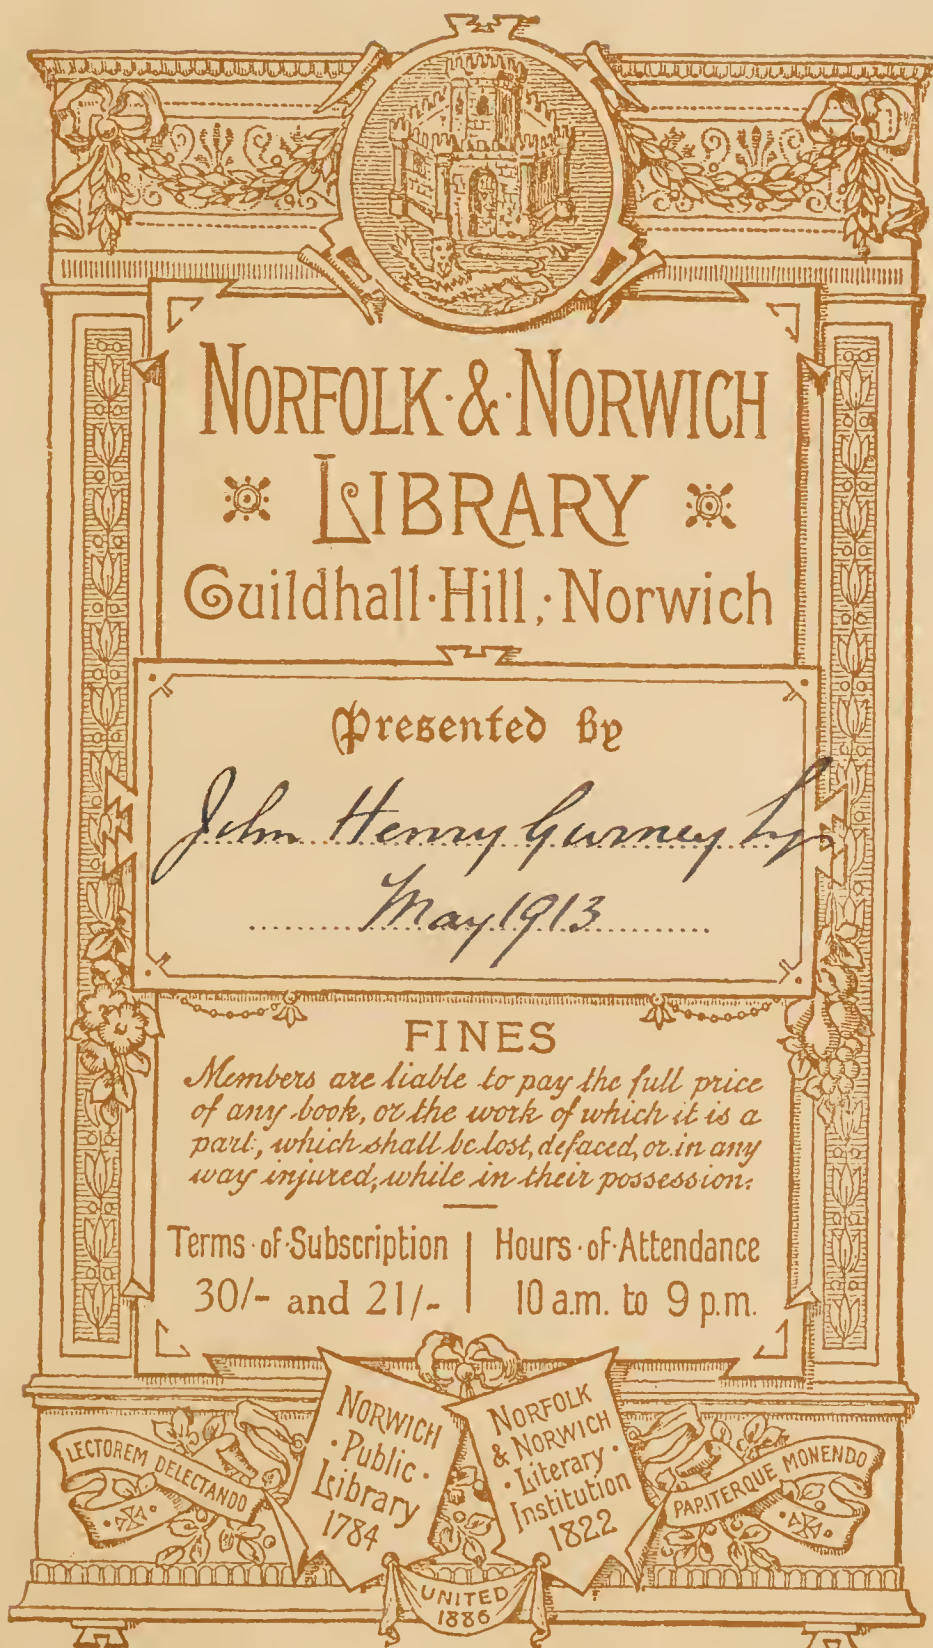 NORFOLK · & · NORWICH
LIBRARY
Guildhall · Hill, · Norwich
Presented by
John Henry Gurney Esq
May 1913
FINES
Members are liable to pay the full price
of any book, or the work of which it is a
part, which shall be lost, defaced, or in any
way injured, while in their possession.
Terms · of · Subscription
30/- and 21/-
Hours · of · Attendance
10 a.m. to 9 p.m.
LECTOREM DELECTANDO
NORWICH
· Public ·
Library
1784
NORFOLK
& NORWICH
· Literary ·
Institution
1822
PARITERQUE MONENDO
UNITED
1886